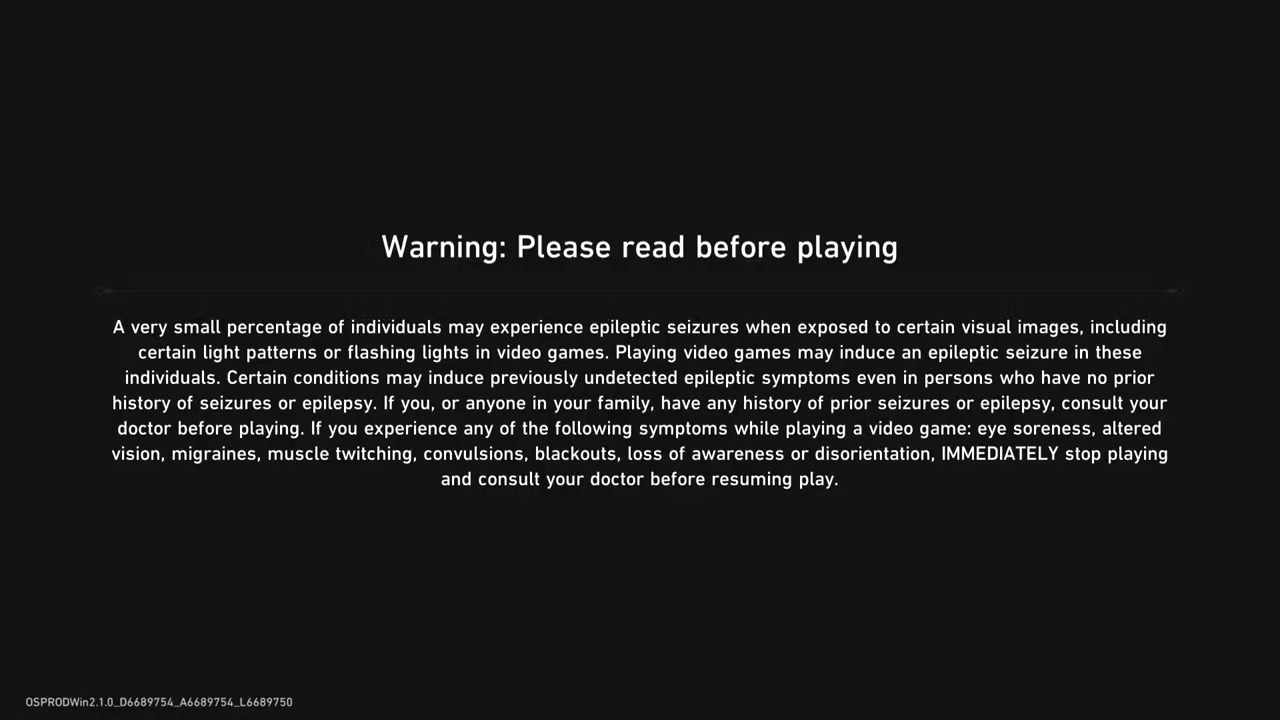 Warning: Please read before playing
A very small percentage of individuals may experience epileptic seizures when exposed to certain visual images, including
certain light patterns or flashing lights in video games. Playing video games may induce an epileptic seizure in these
individuals. Certain conditions may induce previously undetected epileptic symptoms even in persons who have no prior
history of seizures or epilepsy. If you, or anyone in your family, have any history of prior seizures or epilepsy, consult your
doctor before playing. If you experience any of the following symptoms while playing a video game: eye soreness, altered
vision, migraines, muscle twitching, convulsions, blackouts, loss of awareness or disorientation, IMMEDIATELY stop playing
and consult your doctor before resuming play.
OSPRODWin2.1.0_D6689754_A6689754_L6689750